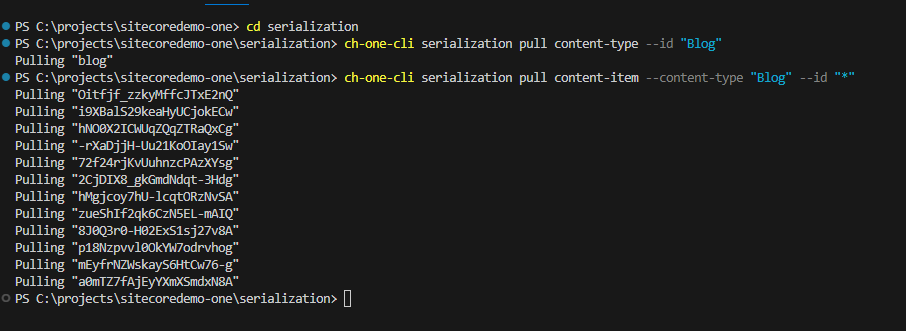 PS C:\projects\sitecoredemo-one> cd serialization
PS C:\projects\sitecoredemo-one\serialization> ch-one-cli serialization pull content-type --id "Blog"
Pulling "blog"
PS C:\projects\sitecoredemo-one\serialization> ch-one-cli serialization pull content-item --content-type "Blog" --id "*"
Pulling "Oitfjf_zzkyMffcJTxE2nQ"
Pulling "i9XBalS29keaHyUCjokECw"
Pulling "hNO0X2ICWUqZQqZTRaQxCg"
Pulling "-rXaDjjH-Uu21KoOIay1Sw"
Pulling "72f24rjKvUuhnzcPAzXYsg"
Pulling "2CjDIX8_gkGmdNdqt-3Hdg"
Pulling "hMgjcoy7hU-lcqtORzNvSA"
Pulling "zueShIf2qk6CzN5EL-mAIQ"
Pulling "8J0Q3r0-H02ExS1sj27v8A"
Pulling "p18Nzpvvl0OkYW7odrvhog"
Pulling "mEyfrNZWskayS6HtCw76-g"
Pulling "a0mTZ7fAjEyYXmXSmdxN8A"
PS C:\projects\sitecoredemo-one\serialization>